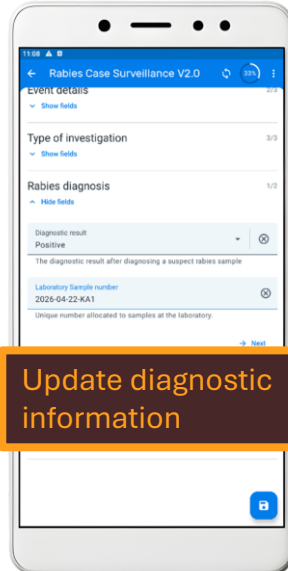 11:08
Rabies Case Surveillance V2.0
33%
Event details
2/3
Show fields
Type of investigation
3/3
Show fields
Rabies diagnosis
1/2
Hide fields
Diagnostic result
Positive
The diagnostic result after diagnosing a suspect rabies sample
Laboratory Sample number
2026-04-22-KA1
Unique number allocated to samples at the laboratory.
Next
Update diagnostic
information